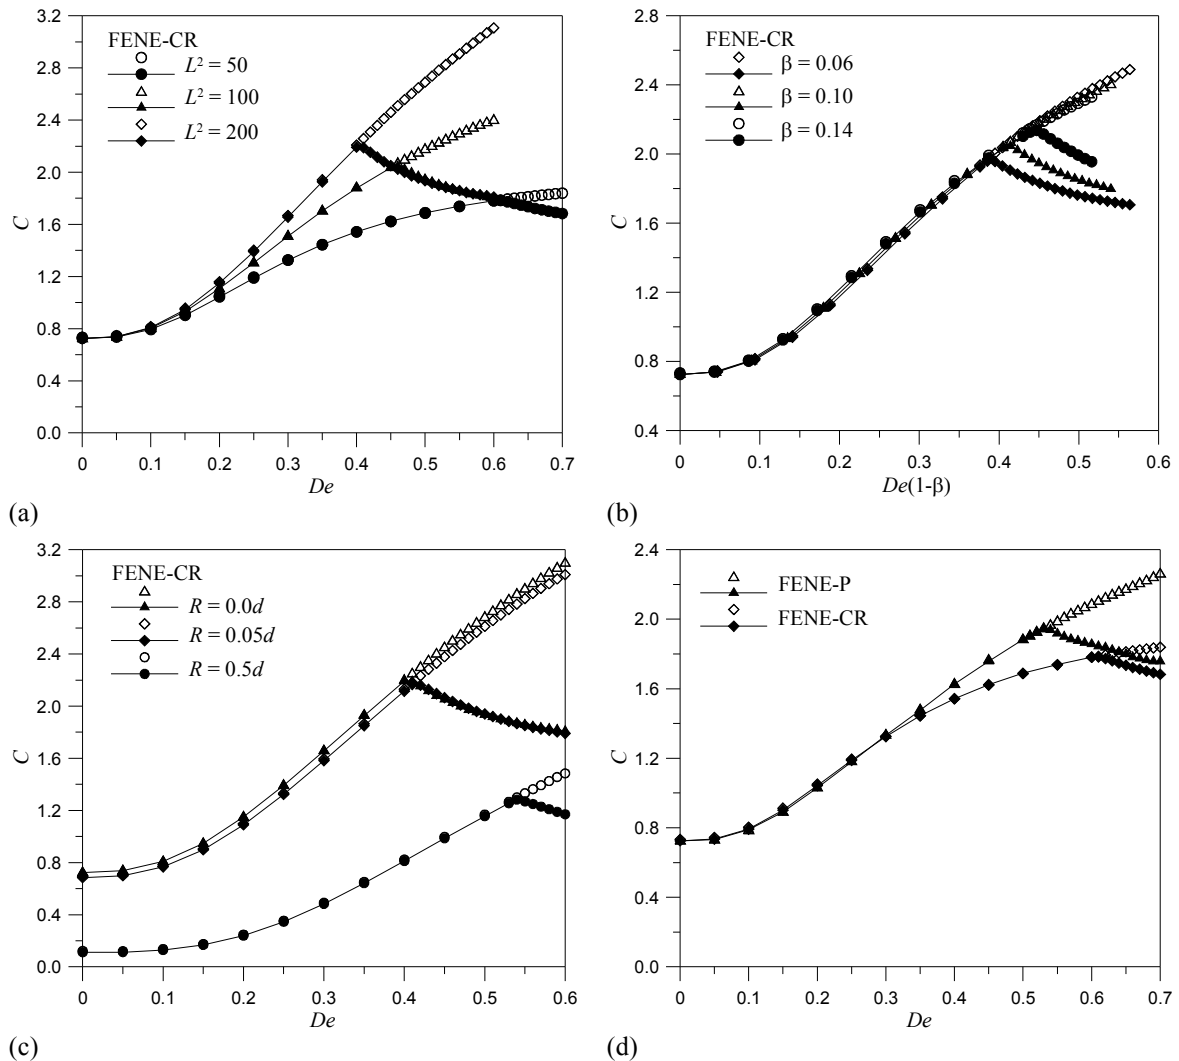 3.2
2.8
2.4
2.0
1.6
1.2
0.8
0.4
0.0
C
FENE-CR
L² = 50
L² = 100
L² = 200
0 0.1 0.2 0.3 0.4 0.5 0.6 0.7
De
(a)
2.8
2.4
2.0
1.6
1.2
0.8
0.4
C
FENE-CR
β = 0.06
β = 0.10
β = 0.14
0 0.1 0.2 0.3 0.4 0.5 0.6
De(1-β)
(b)
3.2
2.8
2.4
2.0
1.6
1.2
0.8
0.4
0.0
C
FENE-CR
R = 0.0d
R = 0.05d
R = 0.5d
0 0.1 0.2 0.3 0.4 0.5 0.6
De
(c)
2.4
2.0
1.6
1.2
0.8
0.4
0.0
C
FENE-P
FENE-CR
0 0.1 0.2 0.3 0.4 0.5 0.6 0.7
De
(d)